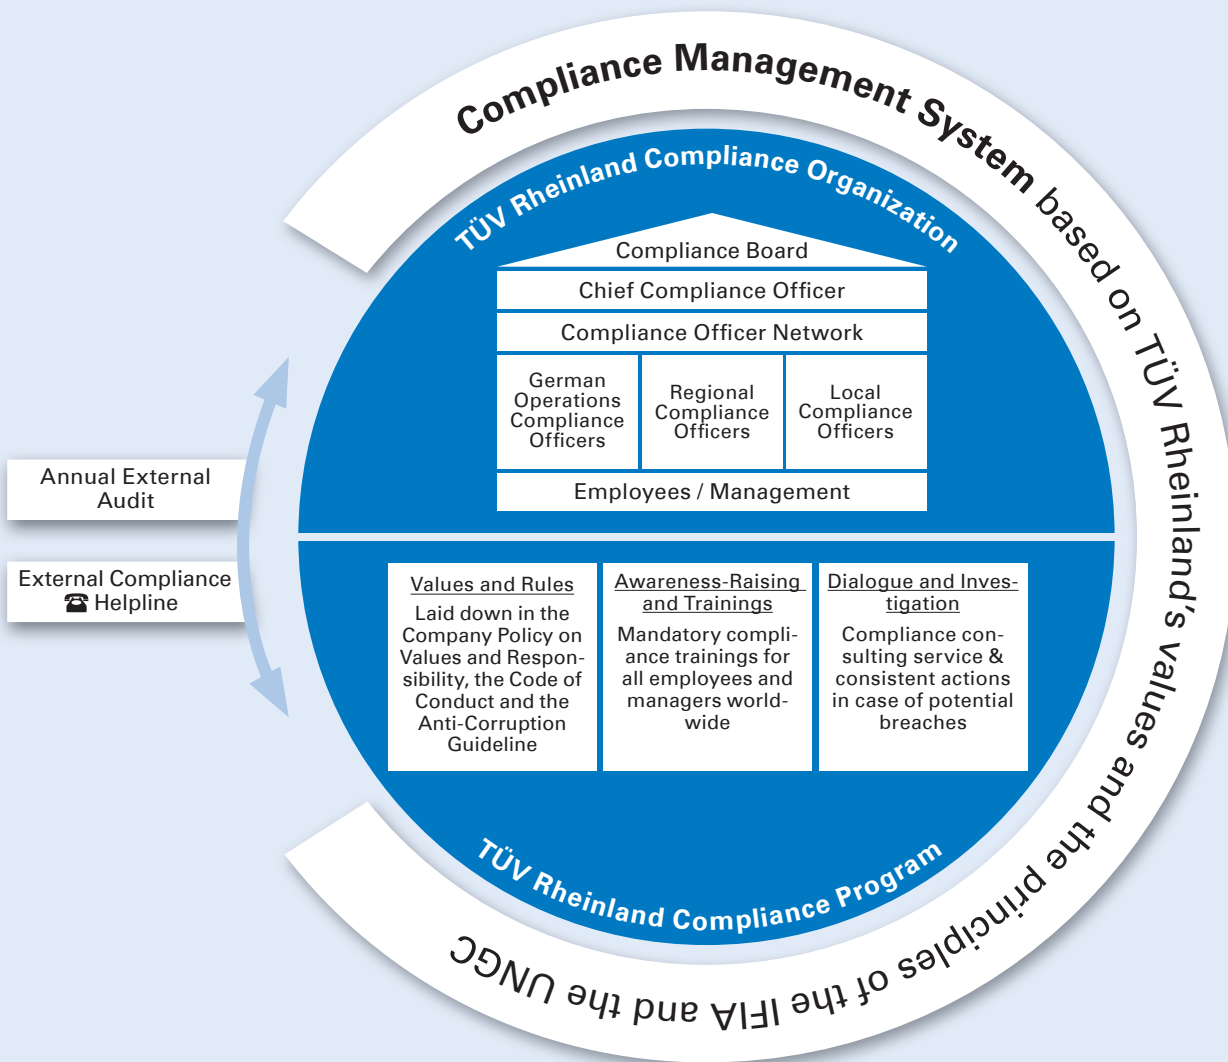 Compliance Management System based on TÜV Rheinland's values and the principles of the IFIA and the UNGC
TÜV Rheinland Compliance Organization
Compliance Board
Chief Compliance Officer
Compliance Officer Network
German
Operations
Compliance
Officers
Regional
Compliance
Officers
Local
Compliance
Officers
Employees / Management
Annual External
Audit
External Compliance
☎ Helpline
Values and Rules
Laid down in the
Company Policy on
Values and Respon-
sibility, the Code of
Conduct and the
Anti-Corruption
Guideline
Awareness-Raising
and Trainings
Mandatory compli-
ance trainings for
all employees and
managers world-
wide
Dialogue and Inves-
tigation
Compliance con-
sulting service &
consistent actions
in case of potential
breaches
TÜV Rheinland Compliance Program